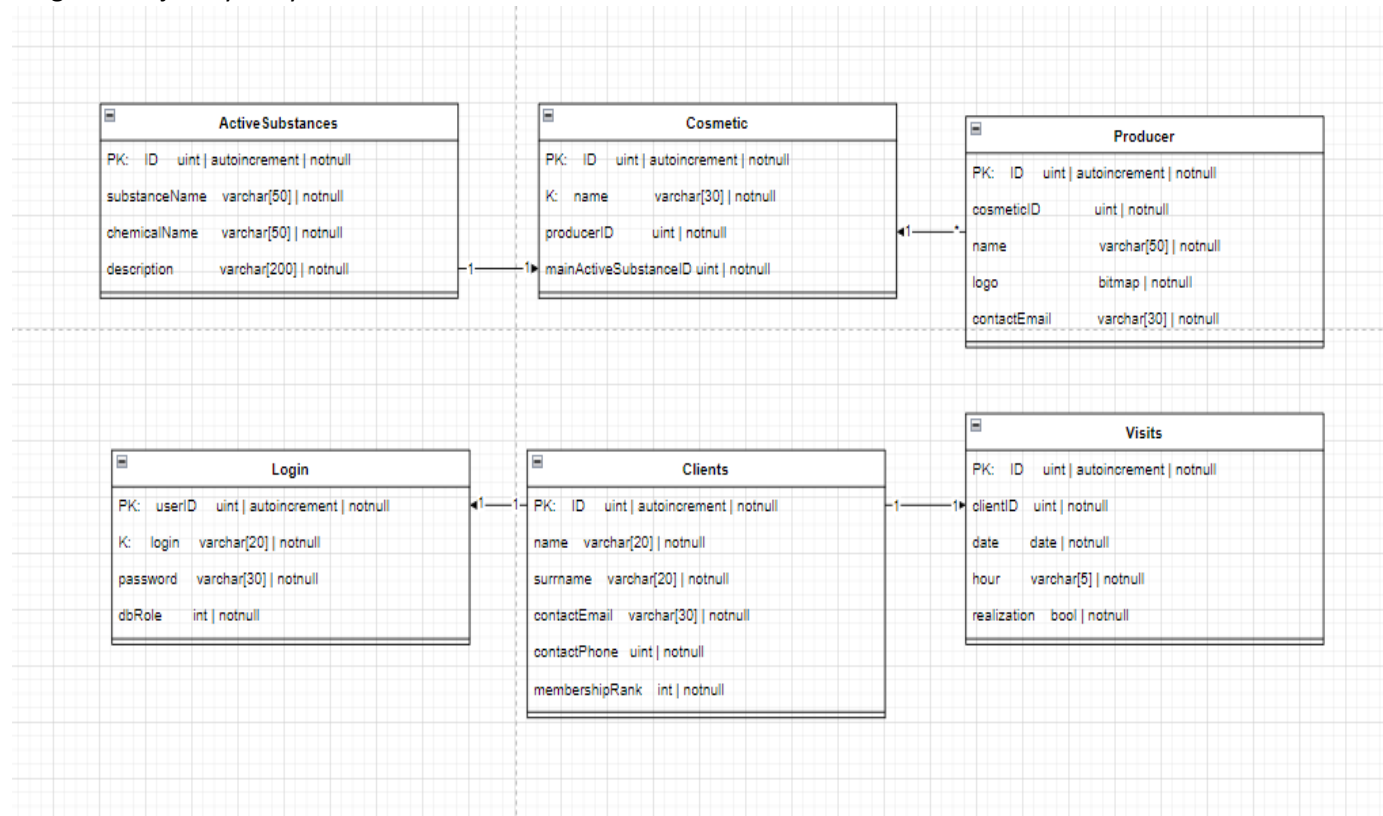 ActiveSubstances
PK: ID uint | autoincrement | notnull
substanceName varchar[50] | notnull
chemicalName varchar[50] | notnull
description varchar[200] | notnull
1 1
Cosmetic
PK: ID uint | autoincrement | notnull
K: name varchar[30] | notnull
producerID uint | notnull
mainActiveSubstanceID uint | notnull
1 *
Producer
PK: ID uint | autoincrement | notnull
cosmeticID uint | notnull
name varchar[50] | notnull
logo bitmap | notnull
contactEmail varchar[30] | notnull
Login
PK: userID uint | autoincrement | notnull
K: login varchar[20] | notnull
password varchar[30] | notnull
dbRole int | notnull
1 1
Clients
PK: ID uint | autoincrement | notnull
name varchar[20] | notnull
surrname varchar[20] | notnull
contactEmail varchar[30] | notnull
contactPhone uint | notnull
membershipRank int | notnull
1 1
Visits
PK: ID uint | autoincrement | notnull
clientID uint | notnull
date date | notnull
hour varchar[5] | notnull
realization bool | notnull